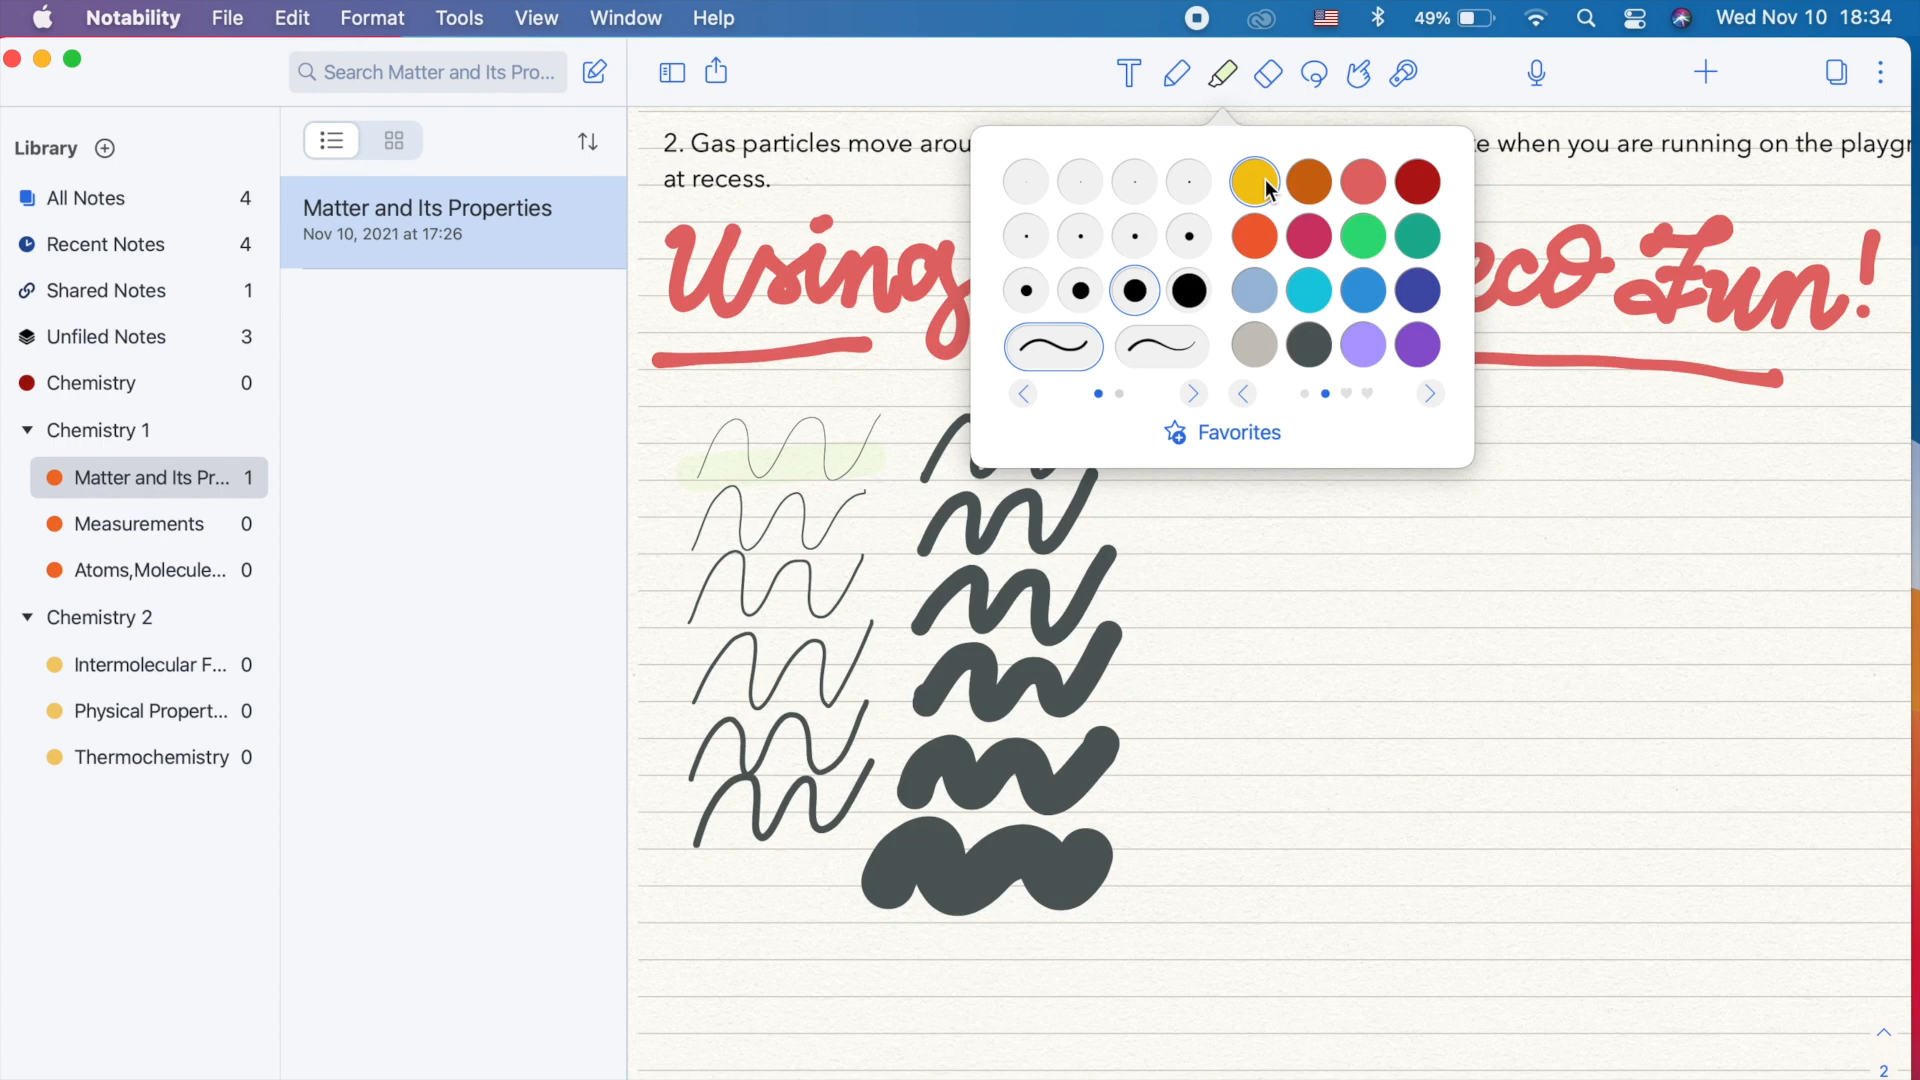 Notability File Edit Format Tools View Window Help 49% Wed Nov 10 18:34
Search Matter and Its Pro...
Library
All Notes 4
Recent Notes 4
Shared Notes 1
Unfiled Notes 3
Chemistry 0
Chemistry 1
Matter and Its Pr... 1
Measurements 0
Atoms,Molecule... 0
Chemistry 2
Intermolecular F... 0
Physical Propert... 0
Thermochemistry 0
Matter and Its Properties
Nov 10, 2021 at 17:26
2. Gas particles move arou
when you are running on the playgr
at recess.
Using
Fun!
Favorites
2